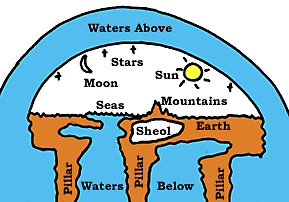 Waters Above
Stars
Sun
Moon
Seas
Mountains
Sheol
Earth
Pillar
Waters
Pillar
Below
Pillar